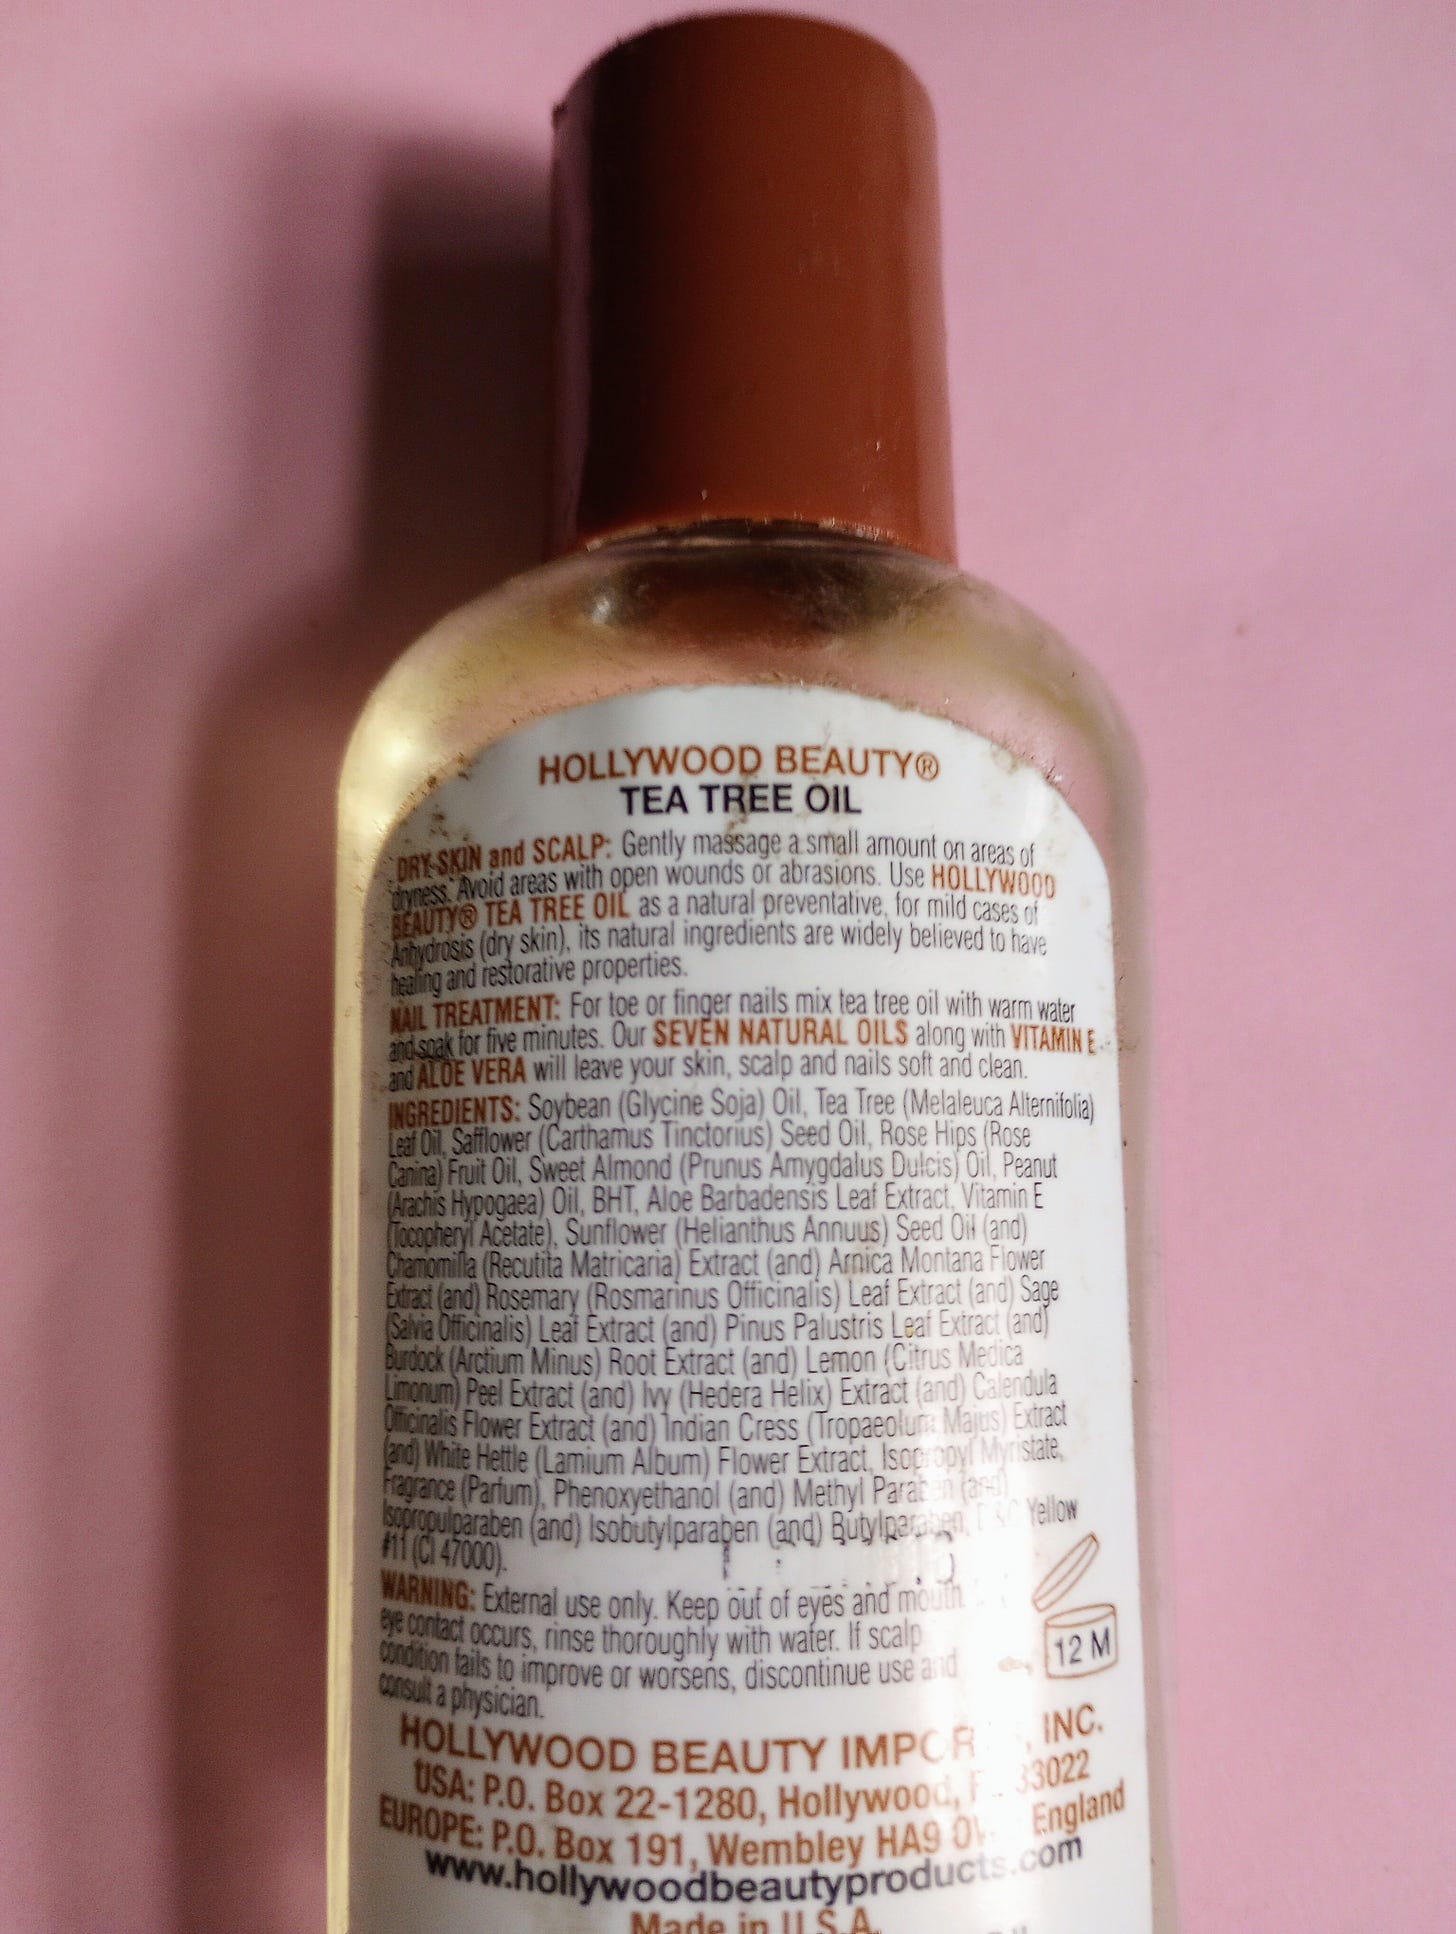 HOLLYWOOD BEAUTY®
TEA TREE OIL
DRY-SKIN and SCALP: Gently massage a small amount on areas of
dryness. Avoid areas with open wounds or abrasions. Use HOLLYWOOD
BEAUTY® TEA TREE OIL as a natural preventative, for mild cases of
Anhydrosis (dry skin), its natural ingredients are widely believed to have
healing and restorative properties.
NAIL TREATMENT: For toe or finger nails mix tea tree oil with warm water
and soak for five minutes. Our SEVEN NATURAL OILS along with VITAMIN E
and ALOE VERA will leave your skin, scalp and nails soft and clean.
INGREDIENTS: Soybean (Glycine Soja) Oil, Tea Tree (Melaleuca Alternifolia)
Leaf Oil, Safflower (Carthamus Tinctorius) Seed Oil, Rose Hips (Rose
Canina) Fruit Oil, Sweet Almond (Prunus Amygdalus Dulcis) Oil, Peanut
(Arachis Hypogaea) Oil, BHT, Aloe Barbadensis Leaf Extract, Vitamin E
(Tocopheryl Acetate), Sunflower (Helianthus Annuus) Seed Oil (and)
Chamomilla (Recutita Matricaria) Extract (and) Arnica Montana Flower
Extract (and) Rosemary (Rosmarinus Officinalis) Leaf Extract (and) Sage
(Salvia Officinalis) Leaf Extract (and) Pinus Palustris Leaf Extract (and)
Burdock (Arctium Minus) Root Extract (and) Lemon (Citrus Medica
Limonum) Peel Extract (and) Ivy (Hedera Helix) Extract (and) Calendula
Officinalis Flower Extract (and) Indian Cress (Tropaeolum Majus) Extract
(and) White Hettle (Lamium Album) Flower Extract, Isopropyl Myristate,
Fragrance (Parfum), Phenoxyethanol (and) Methyl Paraben (and)
Isopropulparaben (and) Isobutylparaben (and) Butylparaben, Yellow
#11 (CI 47000).
WARNING: External use only. Keep out of eyes and mouth.
eye contact occurs, rinse thoroughly with water. If scalp
condition fails to improve or worsens, discontinue use and
consult a physician.
12 M
HOLLYWOOD BEAUTY INC.
USA: P.O. Box 22-1280, Hollywood, 33022
EUROPE: P.O. Box 191, Wembley HA9 England
www.hollywoodbeautyproducts.com
Made in U.S.A.